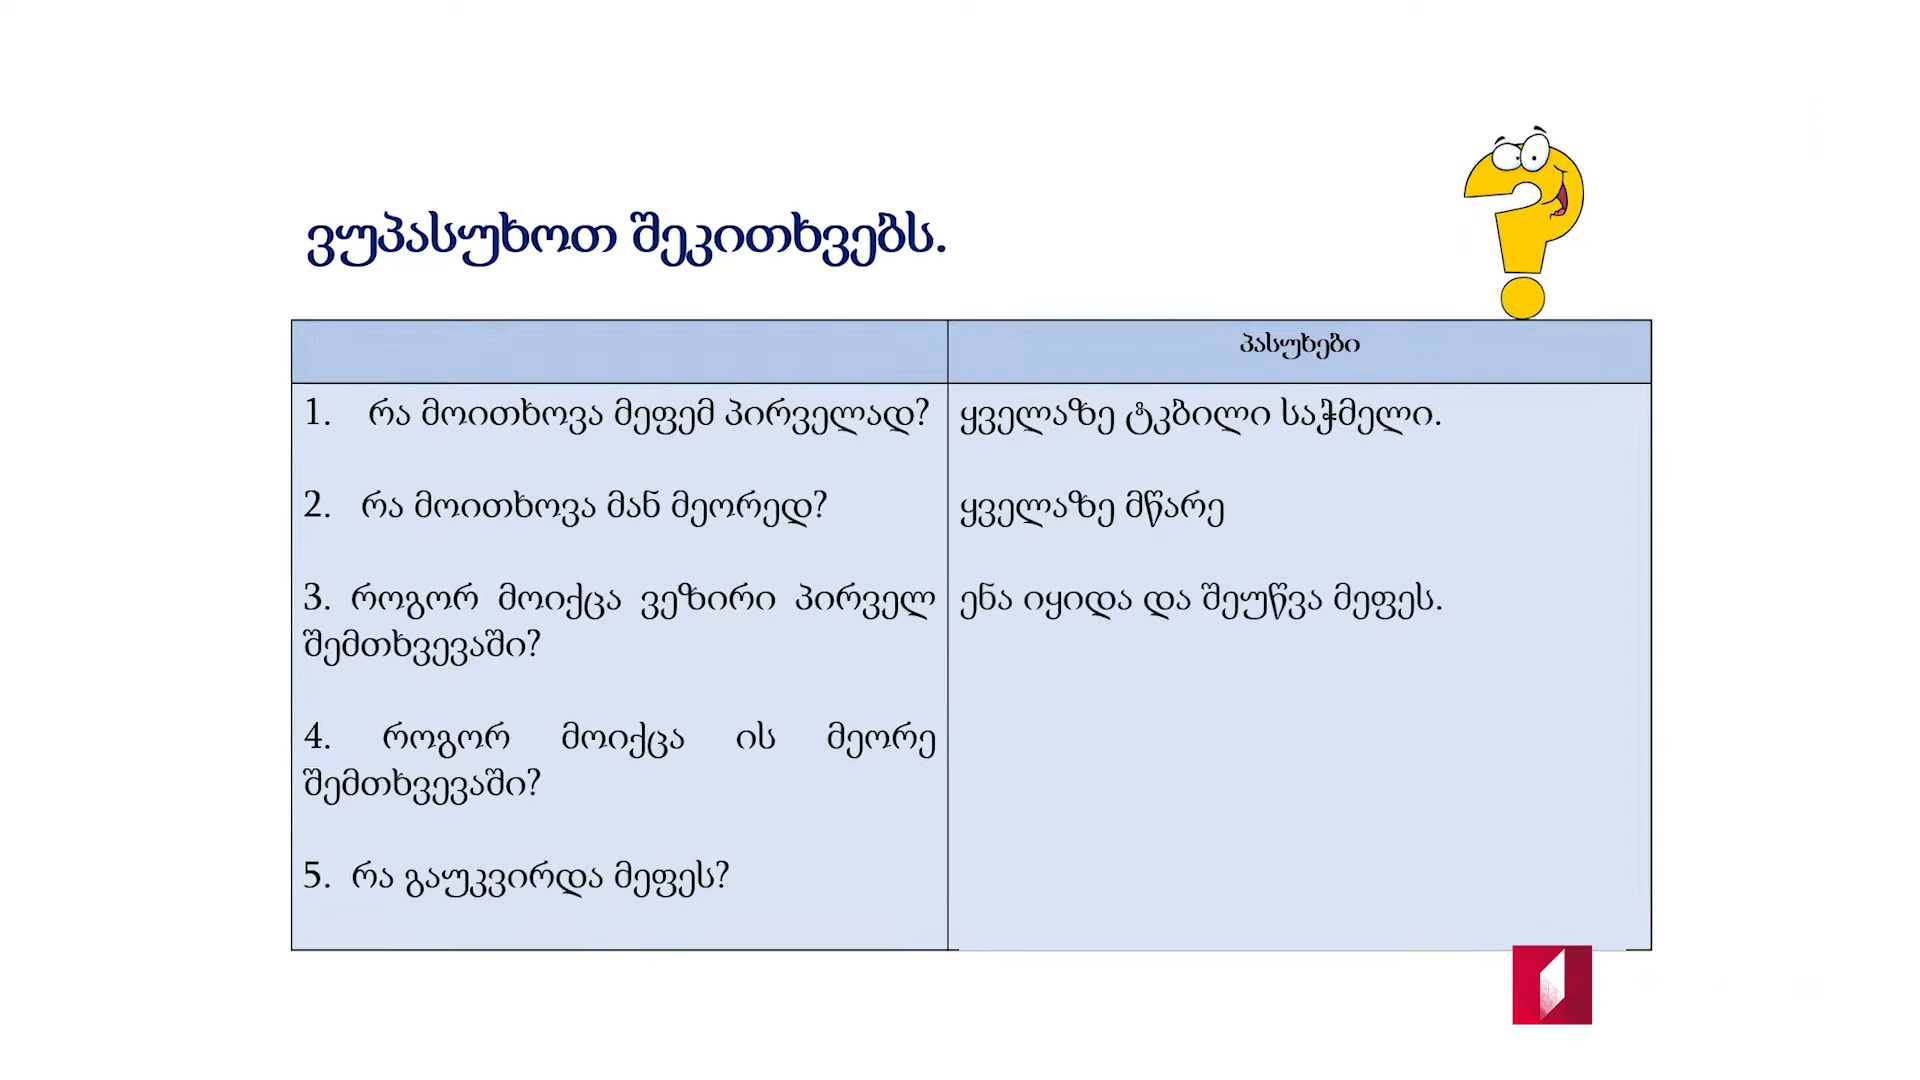 ვუპასუხოთ შეკითხვებს.
პასუხები
1. რა მოითხოვა მეფემ პირველად?
ყველაზე ტკბილი საჭმელი.
2. რა მოითხოვა მან მეორედ?
ყველაზე მწარე
3. როგორ მოიქცა ვეზირი პირველ
შემთხვევაში?
ენა იყიდა და შეუწვა მეფეს.
4. როგორ მოიქცა ის მეორე
შემთხვევაში?
5. რა გაუკვირდა მეფეს?